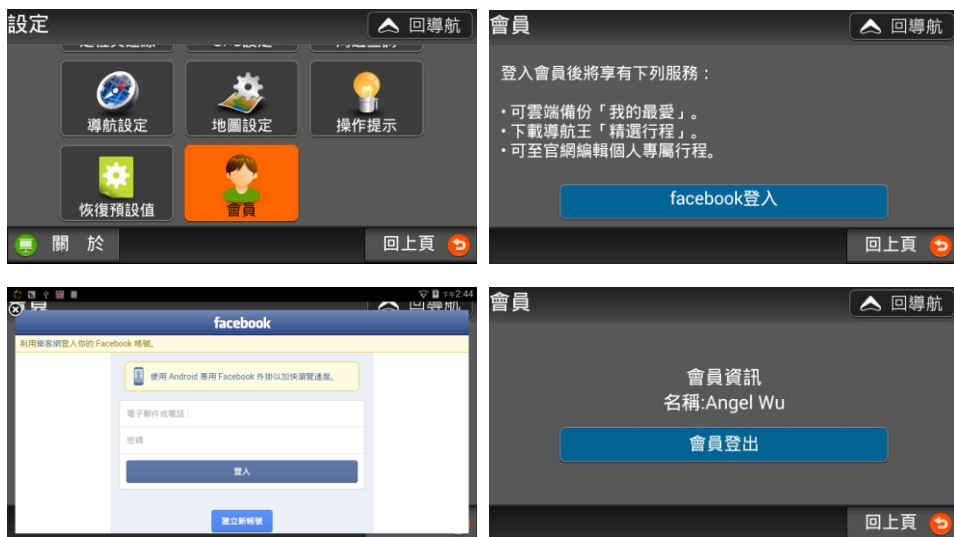 設定
回導航
導航設定
地圖設定
操作提示
恢復預設值
會員
關 於
回上頁
會員
回導航
登入會員後將享有下列服務：
・可雲端備份「我的最愛」。
・下載導航王「精選行程」。
・可至官網編輯個人專屬行程。
facebook登入
回上頁
下午2:44
facebook
利用樂客網登入你的 Facebook 帳號。
使用 Android 專用 Facebook 外掛以加快瀏覽速度。
電子郵件或電話：
密碼
登入
建立新帳號
會員
回導航
會員資訊
名稱:Angel Wu
會員登出
回上頁